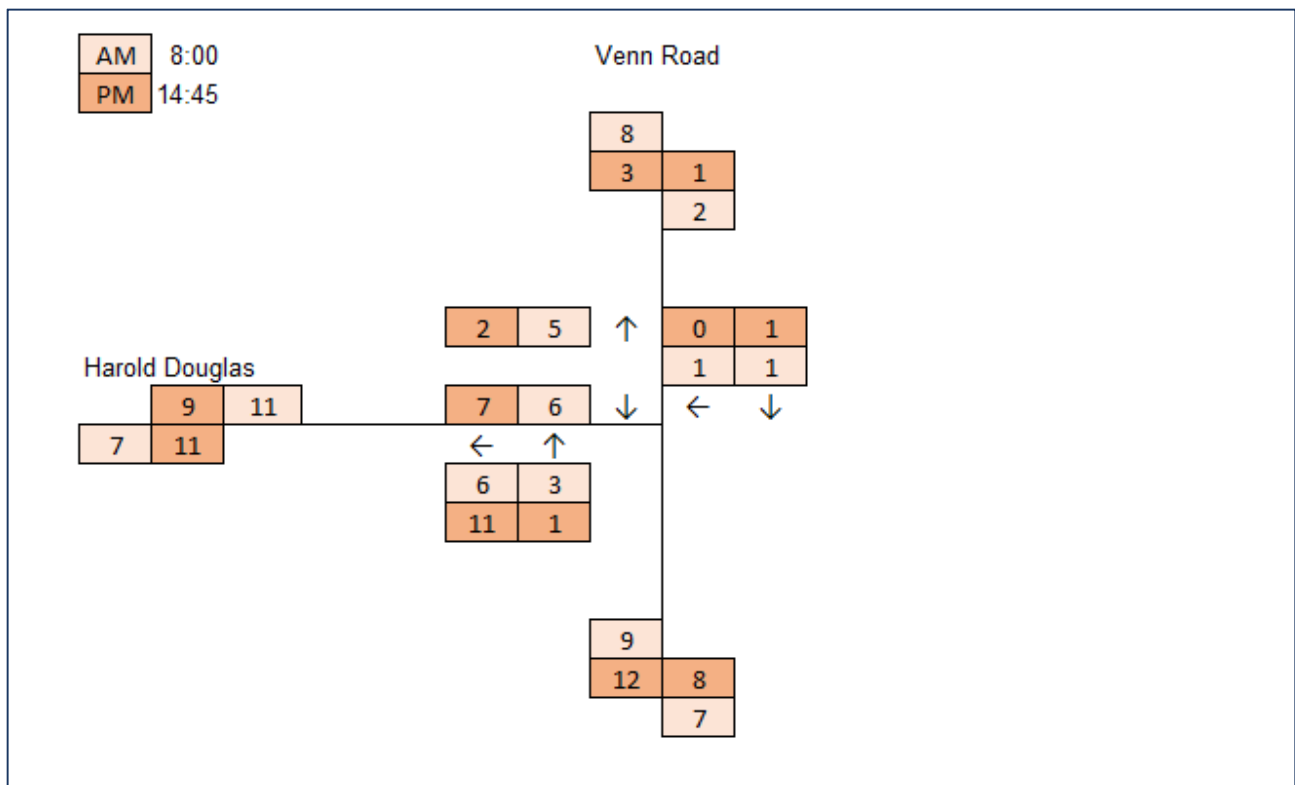 AM 8:00 Venn Road
PM 14:45
8
3 1
2
2 5 ↑ 0 1
1 1
Harold Douglas
9 11 7 6 ↓ ← ↓
7 11 ← ↑
6 3
11 1
9
12 8
7